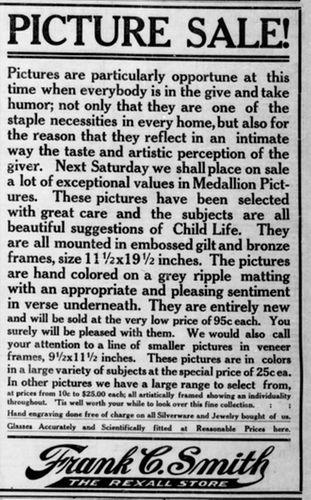 PICTURE SALE!
Pictures are particularly opportune at this
time when everybody is in the give and take
humor; not only that they are one of the
staple necessities in every home, but also for
the reason that they reflect in an intimate
way the taste and artistic perception of the
giver. Next Saturday we shall place on sale
a lot of exceptional values in Medallion Pict-
ures. These pictures have been selected
with great care and the subjects are all
beautiful suggestions of Child Life. They
are all mounted in embossed gilt and bronze
frames, size 11½x19½ inches. The pictures
are hand colored on a grey ripple matting
with an appropriate and pleasing sentiment
in verse underneath. They are entirely new
and will be sold at the very low price of 95c each. You
surely will be pleased with them. We would also call
your attention to a line of smaller pictures in veneer
frames, 9½x11½ inches. These pictures are in colors
in a large variety of subjects at the special price of 25c ea.
In other pictures we have a large range to select from,
at prices from 10c to $25.00 each; all artistically framed showing an individuality
throughout. 'Tis well worth your while to look over this fine collection. : :
Hand engraving done free of charge on all Silverware and Jewelry bought of us.
Glasses Accurately and Scientifically fitted at Reasonable Prices here.
Frank C. Smith
THE REXALL STORE